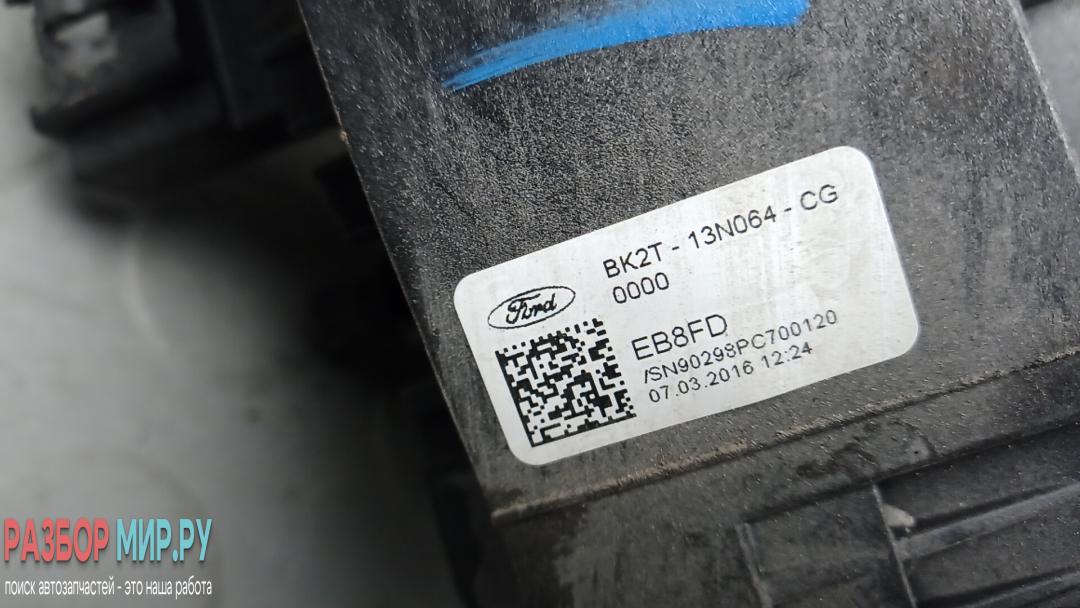 BK2T - 13N064 - CG
0000
Ford
EB8FD
/SN90298PC700120
07.03.2016 12:24
РАЗБОР МИР.РУ
поиск автозапчастей - это наша работа